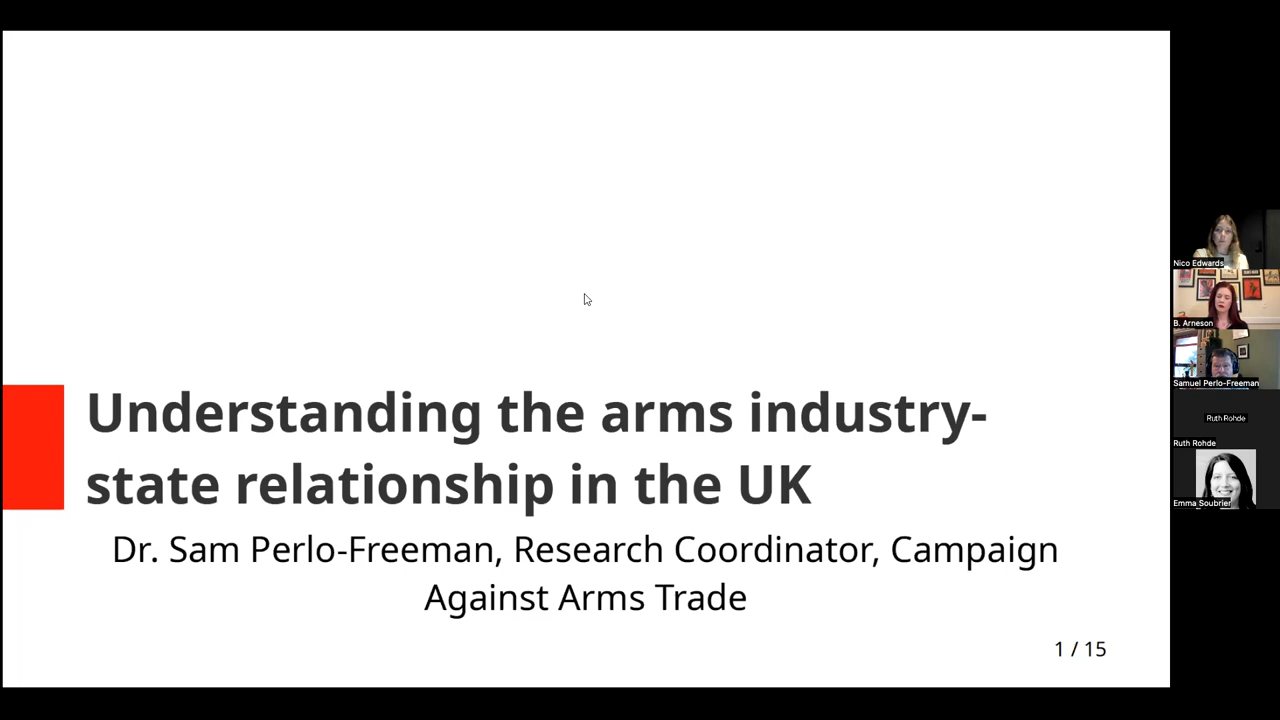 Understanding the arms industry-
state relationship in the UK
Dr. Sam Perlo-Freeman, Research Coordinator, Campaign
Against Arms Trade
1 / 15
Nico Edwards
B. Arneson
Samuel Perlo-Freeman
Ruth Rohde
Ruth Rohde
Emma Soubrier